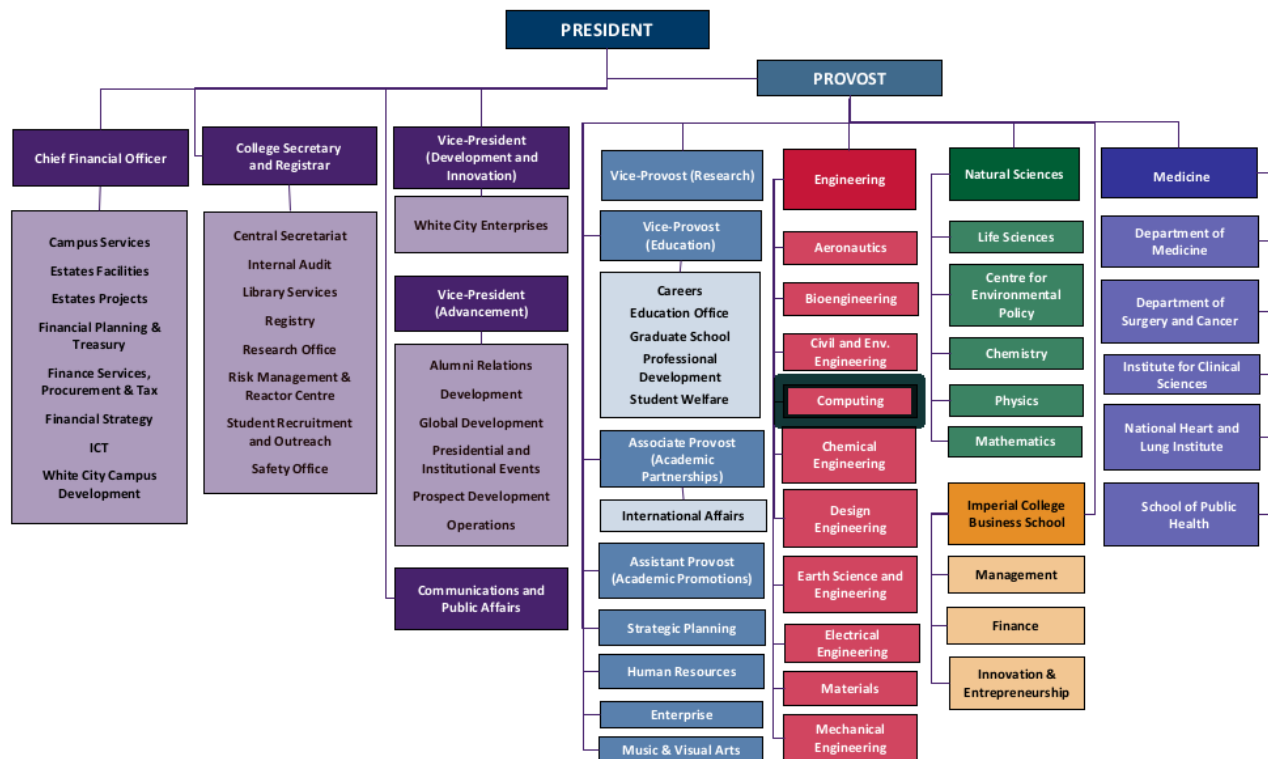 PRESIDENT
PROVOST
Chief Financial Officer
Campus Services
Estates Facilities
Estates Projects
Financial Planning &
Treasury
Finance Services,
Procurement & Tax
Financial Strategy
ICT
White City Campus
Development
College Secretary
and Registrar
Central Secretariat
Internal Audit
Library Services
Registry
Research Office
Risk Management &
Reactor Centre
Student Recruitment
and Outreach
Safety Office
Vice-President
(Development and
Innovation)
White City Enterprises
Vice-President
(Advancement)
Alumni Relations
Development
Global Development
Presidential and
Institutional Events
Prospect Development
Operations
Communications and
Public Affairs
Vice-Provost (Research)
Vice-Provost
(Education)
Careers
Education Office
Graduate School
Professional
Development
Student Welfare
Associate Provost
(Academic
Partnerships)
International Affairs
Assistant Provost
(Academic Promotions)
Strategic Planning
Human Resources
Enterprise
Music & Visual Arts
Engineering
Aeronautics
Bioengineering
Civil and Env.
Engineering
Computing
Chemical
Engineering
Design
Engineering
Earth Science and
Engineering
Electrical
Engineering
Materials
Mechanical
Engineering
Natural Sciences
Life Sciences
Centre for
Environmental
Policy
Chemistry
Physics
Mathematics
Imperial College
Business School
Management
Finance
Innovation &
Entrepreneurship
Medicine
Department of
Medicine
Department of
Surgery and Cancer
Institute for Clinical
Sciences
National Heart and
Lung Institute
School of Public
Health